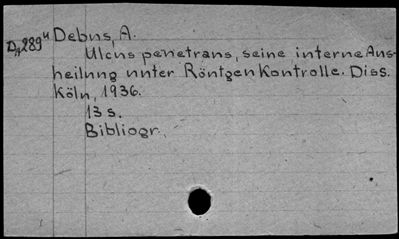 D,,289" Debus, A.
Ulcus penetrans, seine interne Aus-
heilung unter Röntgen Kontrolle. Diss.
Köln, 1936.
13 s.
Bibliogr.